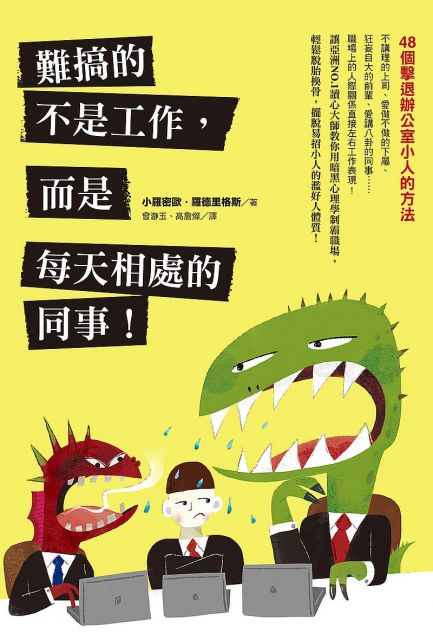 48個擊退辦公室小人的方法
不講理的上司、愛做不做的下屬、
狂妄自大的前輩、愛講八卦的同事……
職場上的人際關係直接左右工作表現！
讓亞洲NO.1讀心大師教你用暗黑心理學制霸職場，
輕鬆脫胎換骨，擺脫易招小人的濫好人體質！
難搞的
不是工作，
而是
每天相處的
同事！
小羅密歐・羅德里格斯／著
曾瀞玉、高詹燦／譯